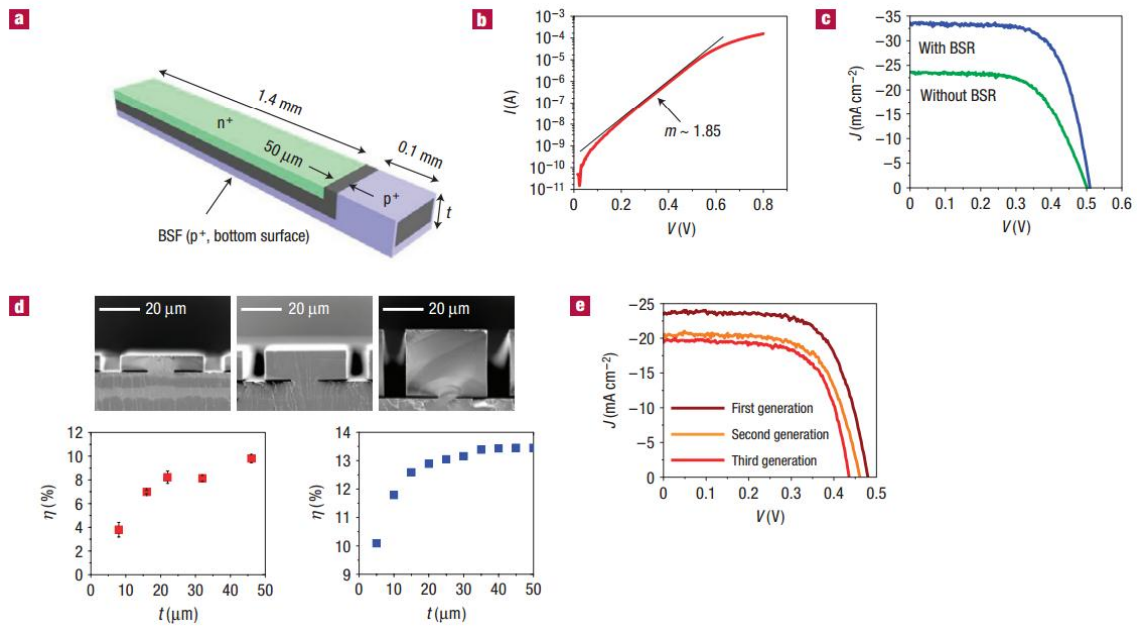 a
1.4 mm
n+
50 μm
0.1 mm
p+
t
BSF (p+, bottom surface)
b
I(A)
10−3
10−4
10−5
10−6
10−7
10−8
10−9
10−10
10−11
m ~ 1.85
0 0.2 0.4 0.6 0.8
V(V)
c
J (mA cm−2)
−35
−30
−25
−20
−15
−10
−5
0
With BSR
Without BSR
0 0.1 0.2 0.3 0.4 0.5 0.6
V(V)
d
20 μm 20 μm 20 μm
η (%)
12
10
8
6
4
2
0
0 10 20 30 40 50
t (μm)
η (%)
14
13
12
11
10
9
0 10 20 30 40 50
t (μm)
e
J (mA cm−2)
−25
−20
−15
−10
−5
0
First generation
Second generation
Third generation
0 0.1 0.2 0.3 0.4 0.5
V(V)